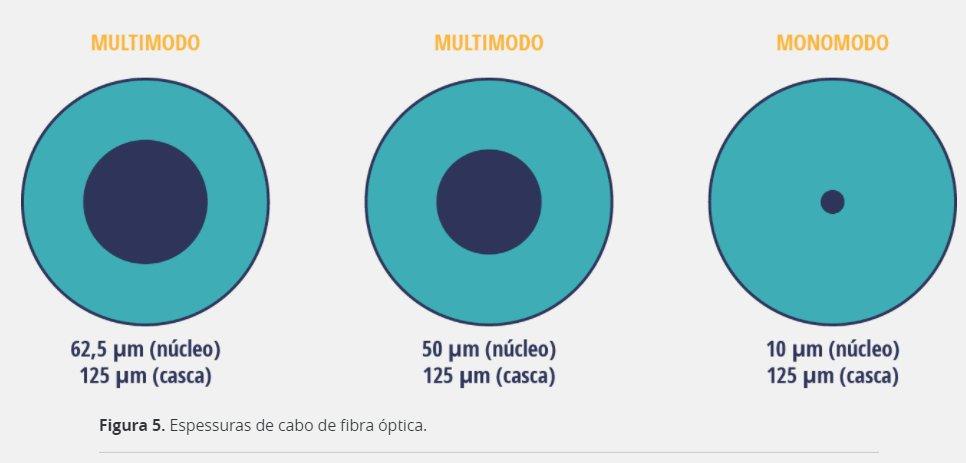 MULTIMODO
MULTIMODO
MONOMODO
62,5 µm (núcleo)
125 µm (casca)
50 µm (núcleo)
125 µm (casca)
10 µm (núcleo)
125 µm (casca)
Figura 5. Espessuras de cabo de fibra óptica.